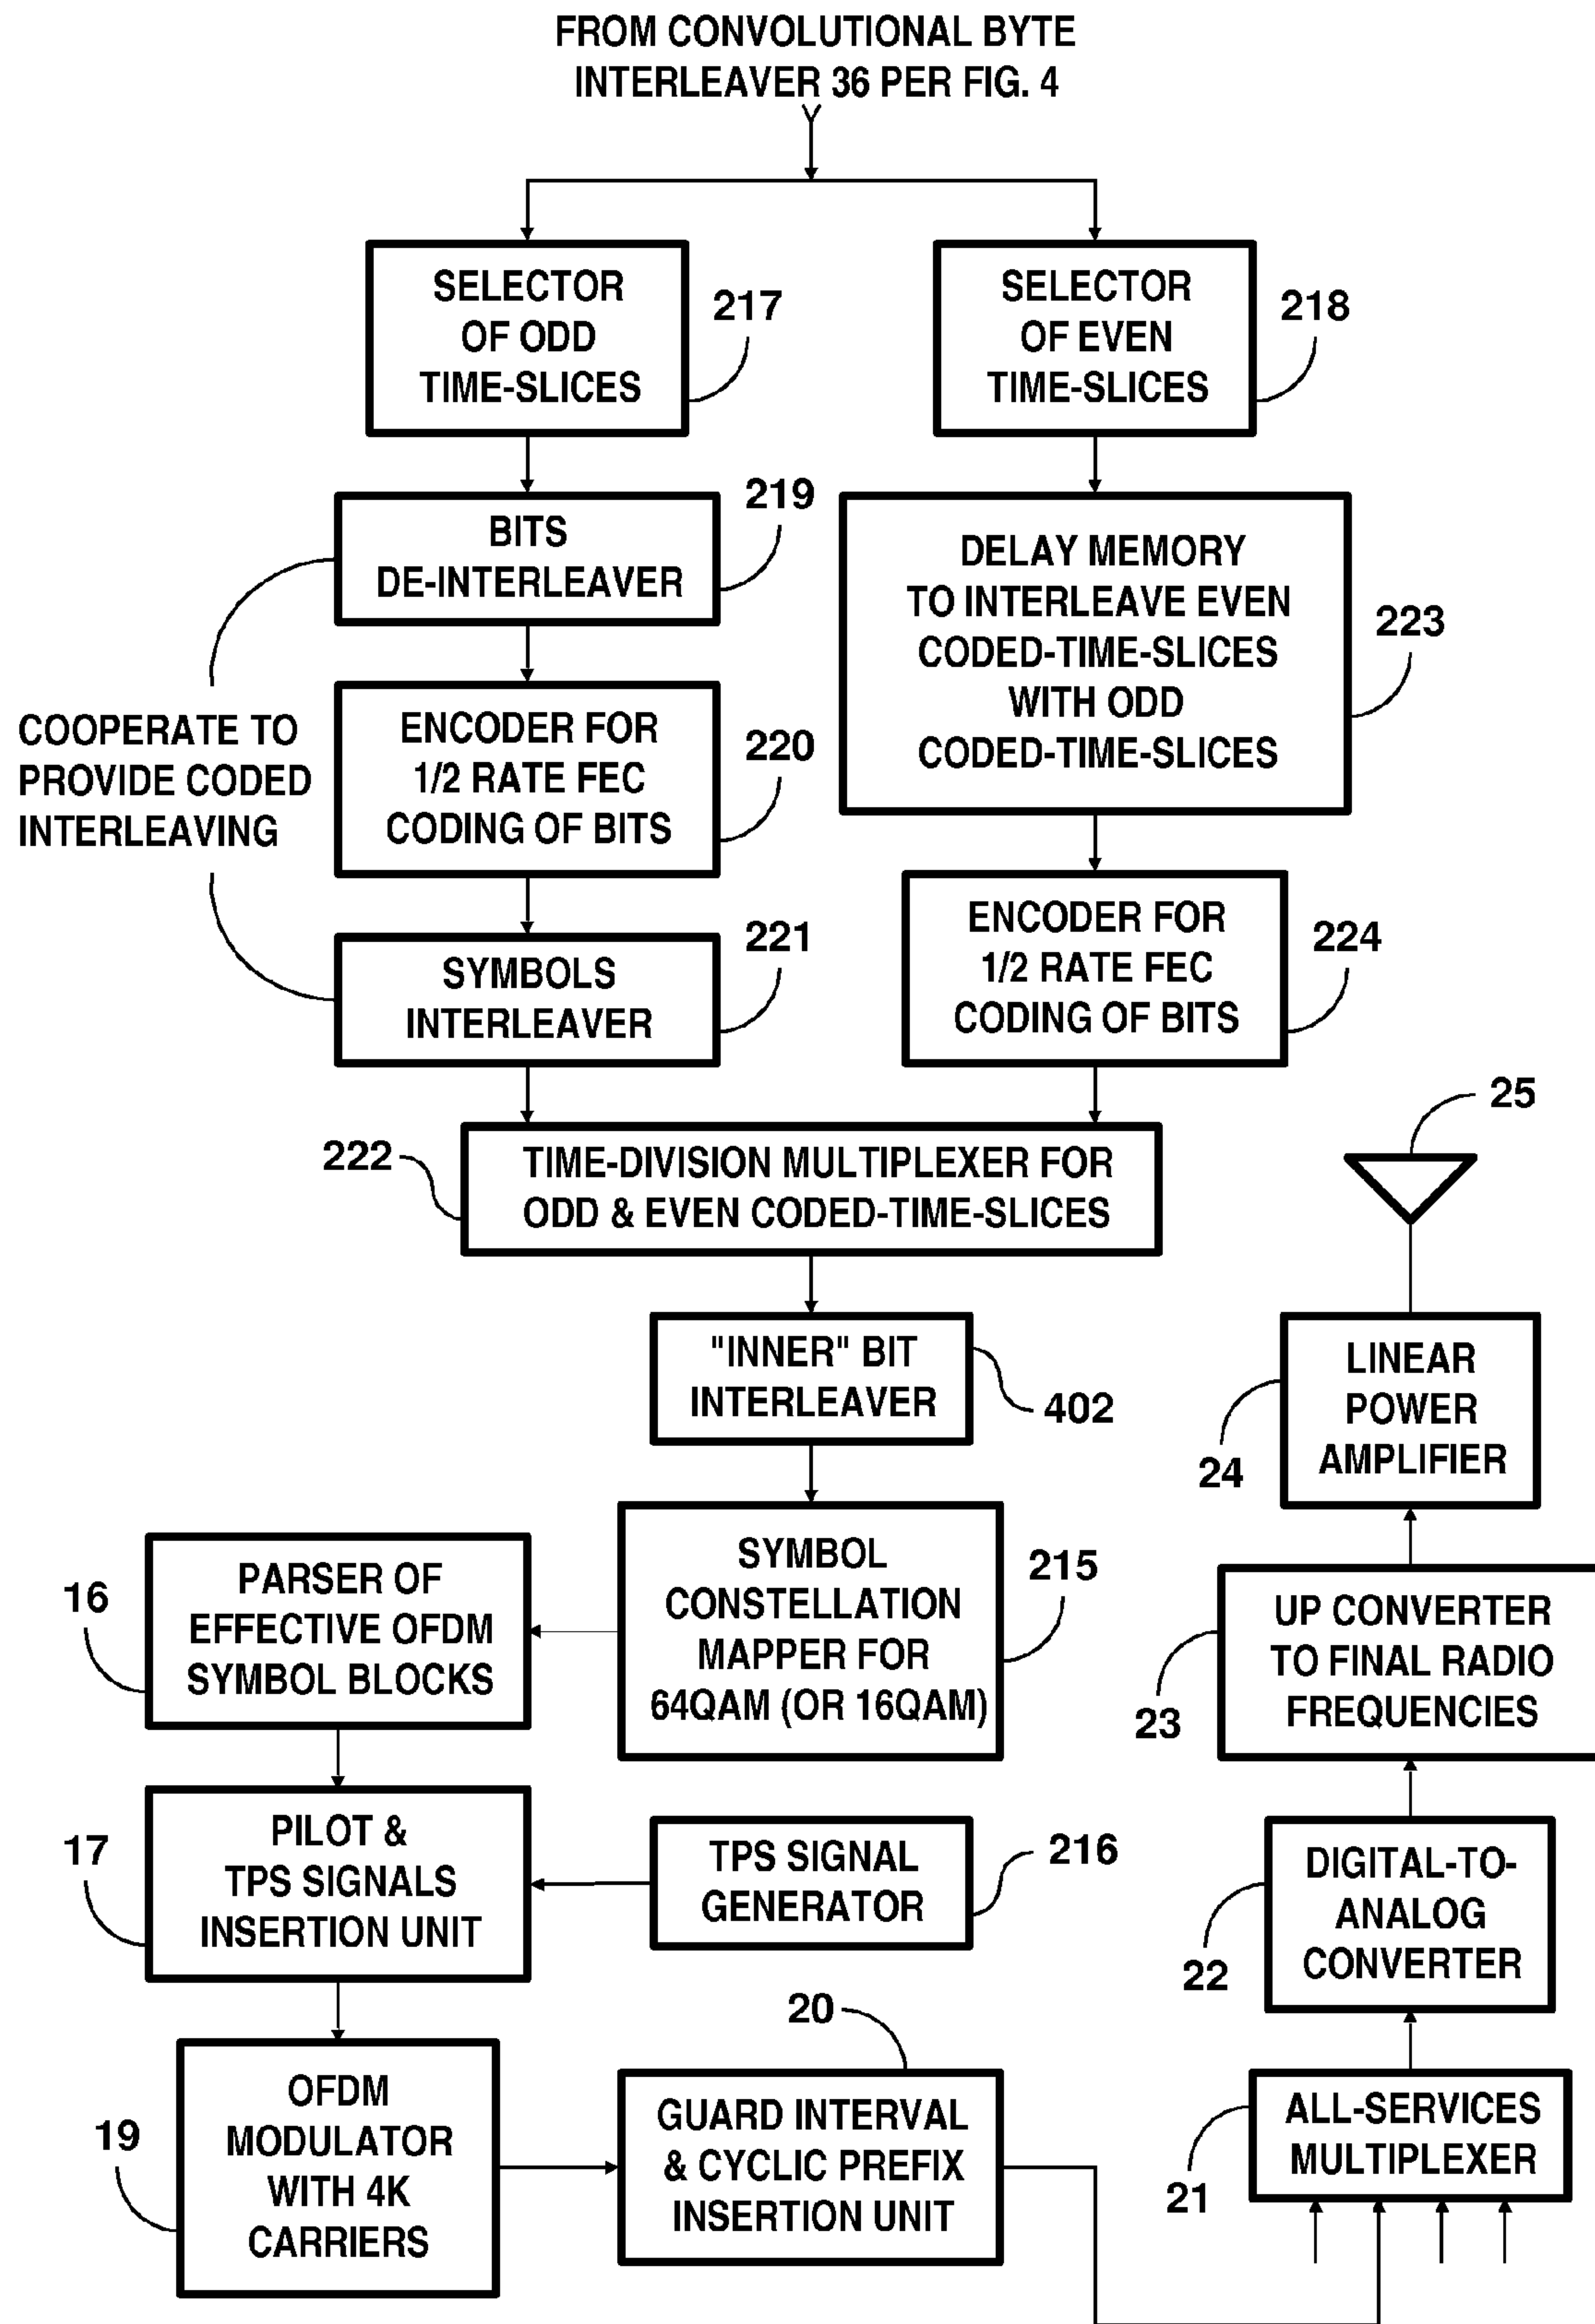 FROM CONVOLUTIONAL BYTE
INTERLEAVER 36 PER FIG. 4
SELECTOR
OF ODD
TIME-SLICES
217
SELECTOR
OF EVEN
TIME-SLICES
218
BITS
DE-INTERLEAVER
219
DELAY MEMORY
TO INTERLEAVE EVEN
CODED-TIME-SLICES
WITH ODD
CODED-TIME-SLICES
223
COOPERATE TO
PROVIDE CODED
INTERLEAVING
ENCODER FOR
1/2 RATE FEC
CODING OF BITS
220
ENCODER FOR
1/2 RATE FEC
CODING OF BITS
224
SYMBOLS
INTERLEAVER
221
222
TIME-DIVISION MULTIPLEXER FOR
ODD & EVEN CODED-TIME-SLICES
25
"INNER" BIT
INTERLEAVER
402
LINEAR
POWER
AMPLIFIER
24
SYMBOL
CONSTELLATION
MAPPER FOR
64QAM (OR 16QAM)
215
16
PARSER OF
EFFECTIVE OFDM
SYMBOL BLOCKS
UP CONVERTER
TO FINAL RADIO
FREQUENCIES
23
17
PILOT &
TPS SIGNALS
INSERTION UNIT
TPS SIGNAL
GENERATOR
216
DIGITAL-TO-
ANALOG
CONVERTER
22
19
OFDM
MODULATOR
WITH 4K
CARRIERS
20
GUARD INTERVAL
& CYCLIC PREFIX
INSERTION UNIT
ALL-SERVICES
MULTIPLEXER
21